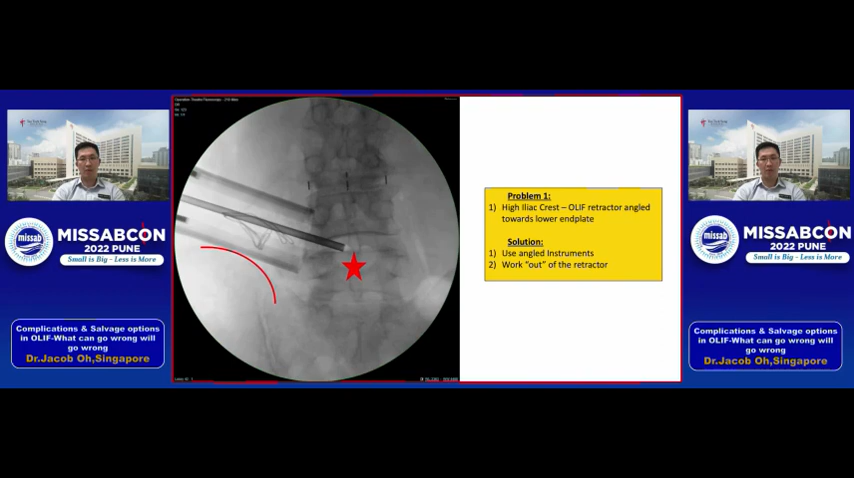 missab
MISSABCON
2022 PUNE
Small is Big - Less is More
Complications & Salvage options
in OLIF-What can go wrong will
go wrong
Dr.Jacob Oh,Singapore
Problem 1:
1) High Iliac Crest – OLIF retractor angled
towards lower endplate
Solution:
1) Use angled Instruments
2) Work "out" of the retractor
missab
MISSABCON
2022 PUNE
Small is Big - Less is More
Complications & Salvage options
in OLIF-What can go wrong will
go wrong
Dr.Jacob Oh,Singapore